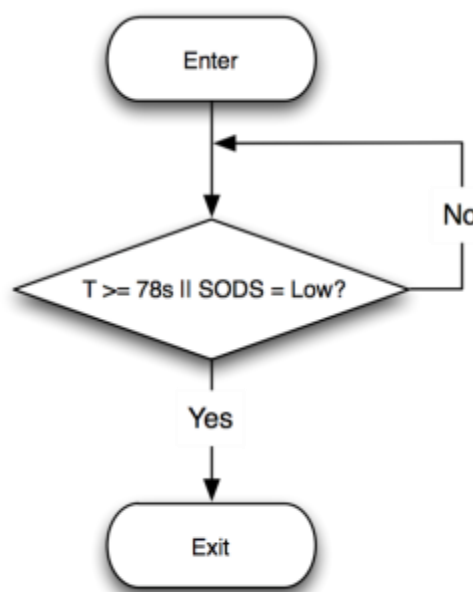 Enter
No
T >= 78s || SODS = Low?
Yes
Exit